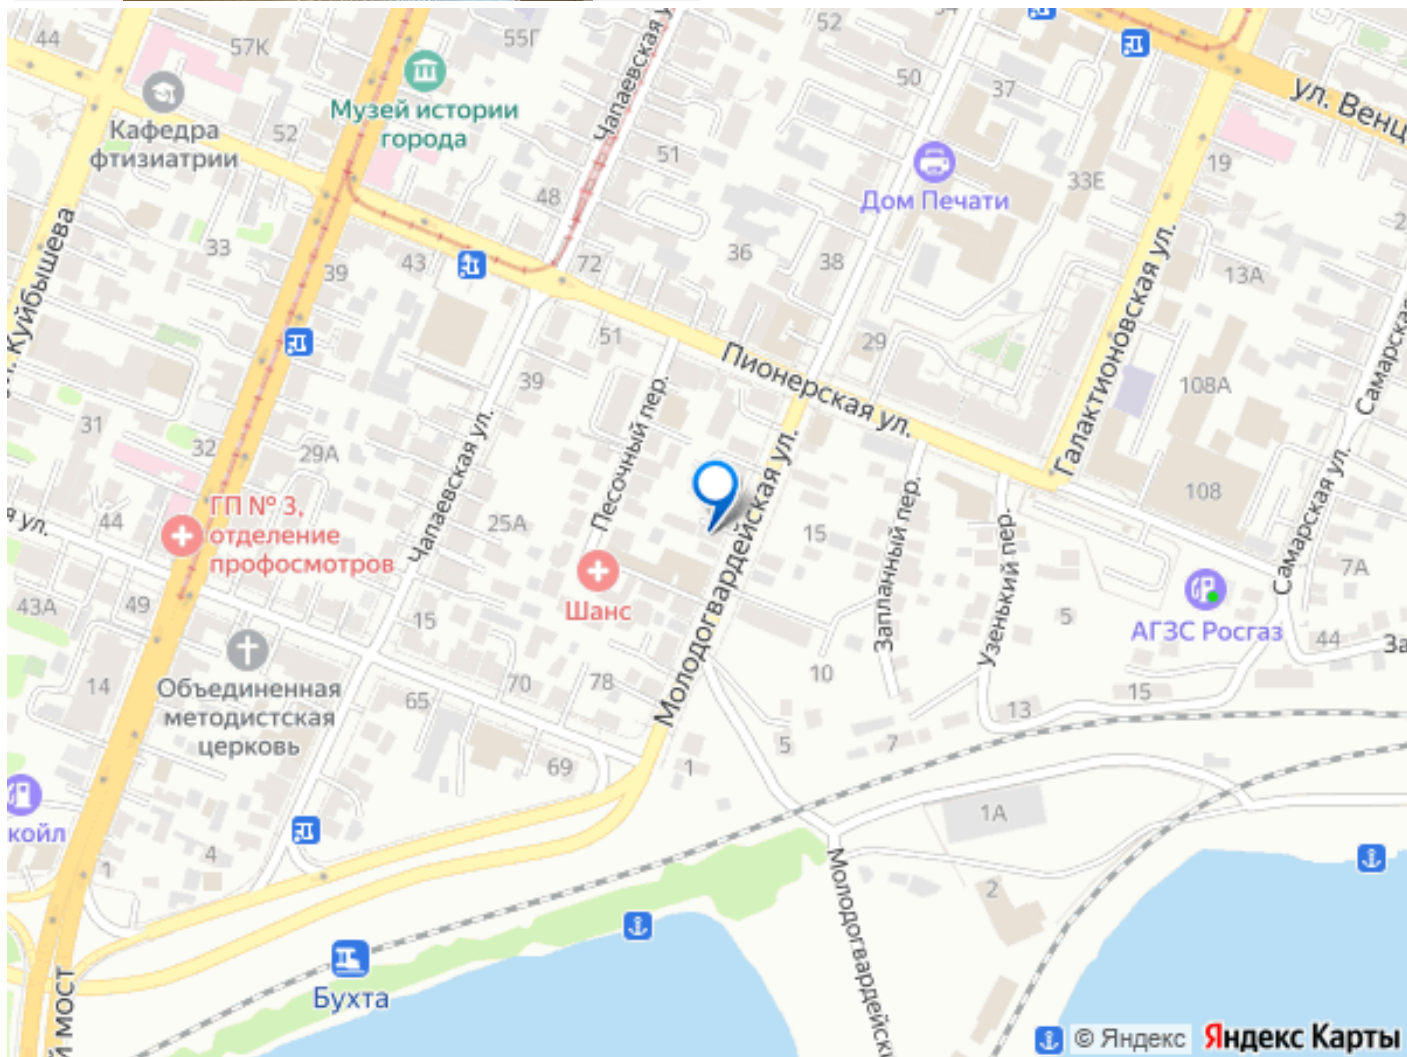 44
57К
55Г
Чапаевская у
52
54
50
37
ул. Венц
Музей истории
города
Кафедра
фтизиатрии
52
51
Дом Печати
33Е
19
48
33
39
43
72
36
38
13А
2
л. Куйбышева
51
29
Пионерская ул.
Галактионовская ул.
Самарская
39
Песочный пер.
108А
31
32
29А
Чапаевская ул.
Молодогвардейская ул.
108
44
я ул.
ГП № 3,
отделение
профосмотров
25А
15
Запланный пер.
Узенький пер.
Самарская ул.
7А
43А
49
15
Шанс
5
АГЗС Росгаз
44
За
14
Объединенная
методистская
церковь
65
70
78
10
15
13
69
1
5
7
1А
койл
4
1
2
Молодогвардейски
Бухта
й мост
© Яндекс Яндекс Карты